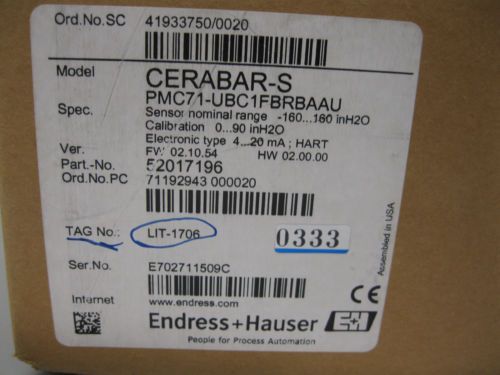 Ord.No.SC 41933750/0020
Model CERABAR-S
PMC71-UBC1FBRBAAU
Spec. Sensor nominal range -160...160 inH2O
Calibration 0...90 inH2O
Electronic type 4...20 mA ; HART
Ver. FW 02.10.54 HW 02.00.00
Part.-No. 52017196
Ord.No.PC 71192943 000020
TAG No.: LIT-1706
0333
Assembled in USA
Ser.No. E702711509C
Internet www.endress.com
CE
Endress+Hauser E+H
People for Process Automation